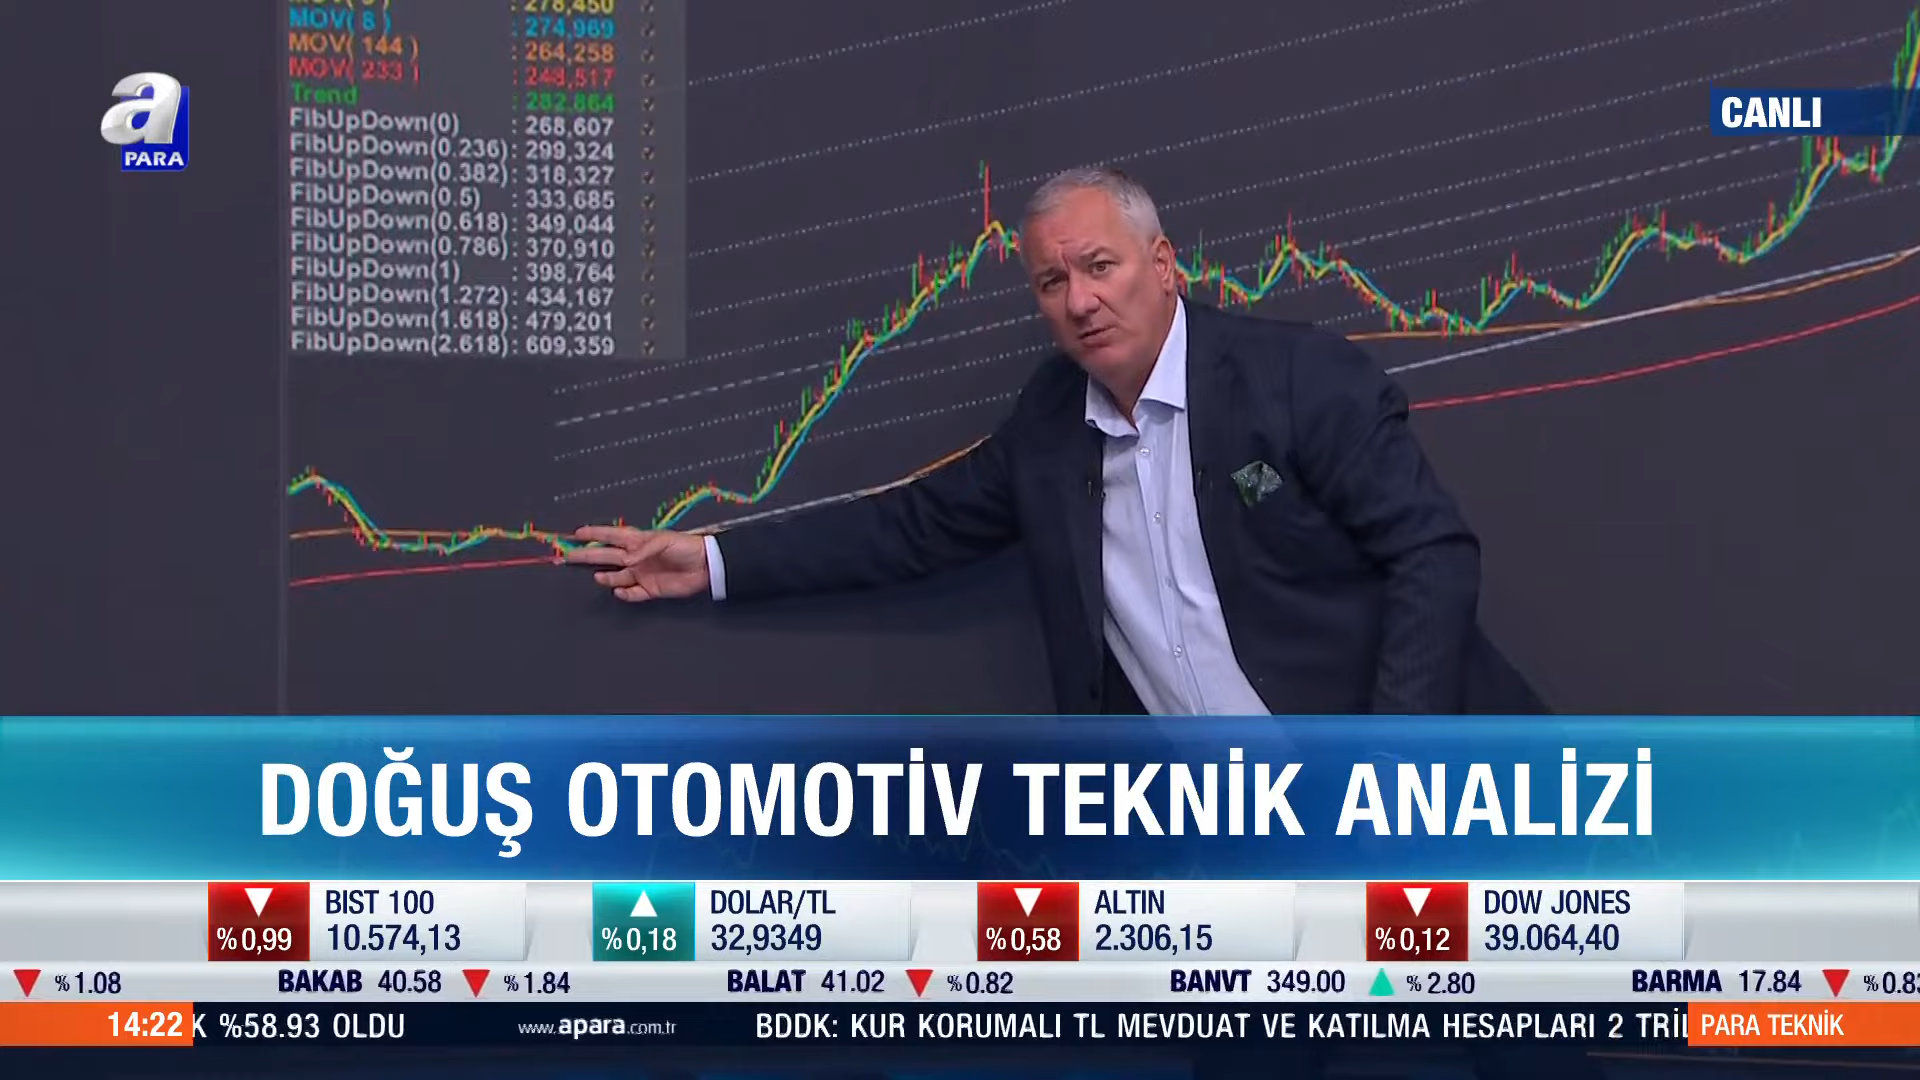 : 278,450
MOV( 8 ) : 274,969
MOV( 144 ) : 264,258
MOV( 233 ) : 248,517
Trend : 282,864
FibUpDown(0) : 268,607
FibUpDown(0.236) : 299,324
FibUpDown(0.382) : 318,327
FibUpDown(0.5) : 333,685
FibUpDown(0.618) : 349,044
FibUpDown(0.786) : 370,910
FibUpDown(1) : 398,764
FibUpDown(1.272) : 434,167
FibUpDown(1.618) : 479,201
FibUpDown(2.618) : 609,359
a
PARA
CANLI
DOĞUŞ OTOMOTİV TEKNİK ANALİZİ
BIST 100
%0,99 10.574,13
DOLAR/TL
%0,18 32,9349
ALTIN
%0,58 2.306,15
DOW JONES
%0,12 39.064,40
%1.08 BAKAB 40.58 %1.84 BALAT 41.02 %0.82 BANVT 349.00 %2.80 BARMA 17.84
14:22 K %58.93 OLDU www.apara.com.tr BDDK: KUR KORUMALI TL MEVDUAT VE KATILMA HESAPLARI 2 TRİL PARA TEKNİK